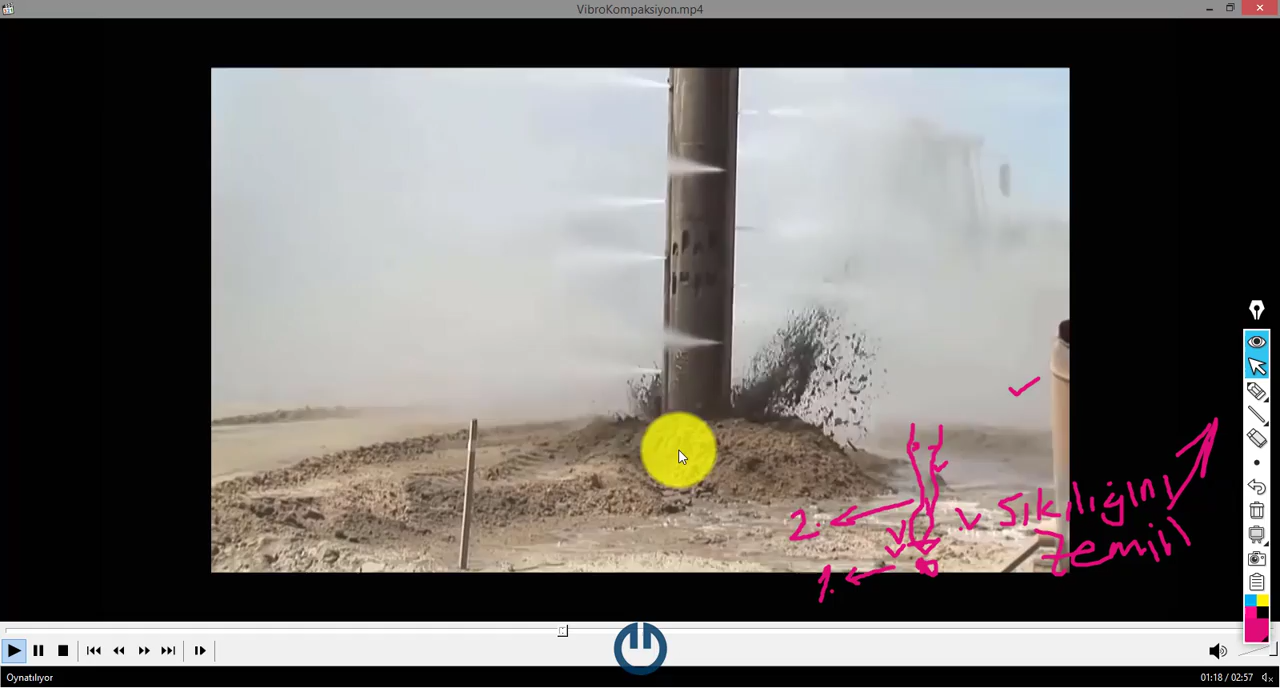 VibroKompaksiyon.mp4
2.
Sıkılığını
Zemin
1.
Oynatılıyor
01:18 / 02:57